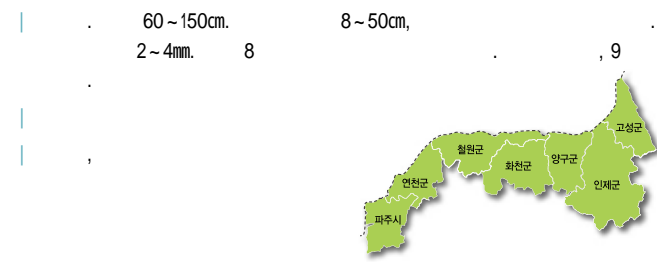 | . 60~150㎝. 8~50㎝, .
2~4㎜. 8 . , 9
.
|
| ,
고성군
철원군
화천군
양구군
연천군
인제군
파주시